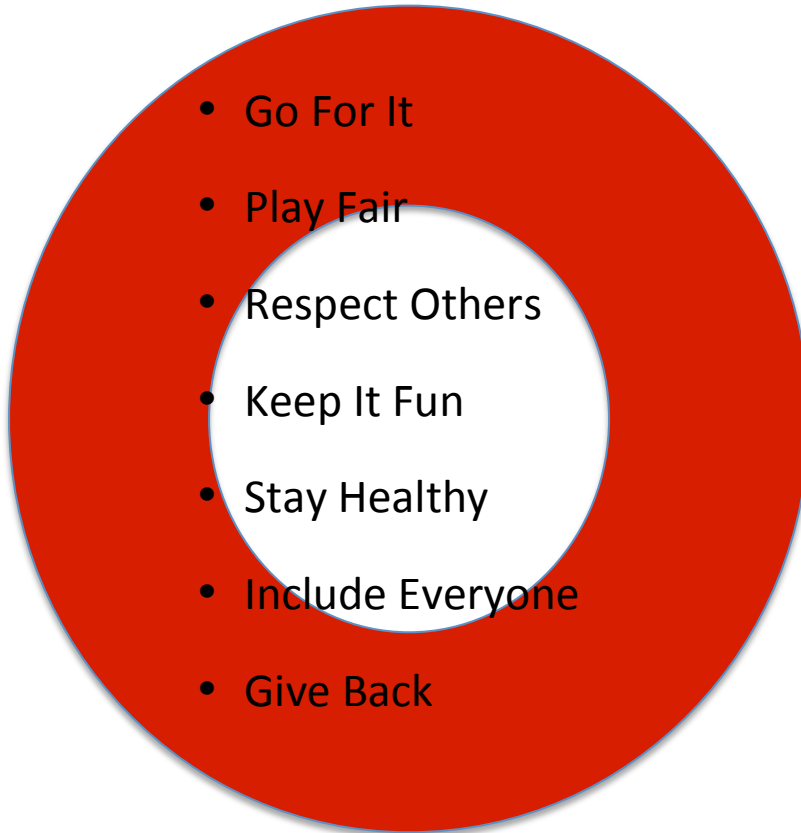 • Go For It
• Play Fair
• Respect Others
• Keep It Fun
• Stay Healthy
• Include Everyone
• Give Back